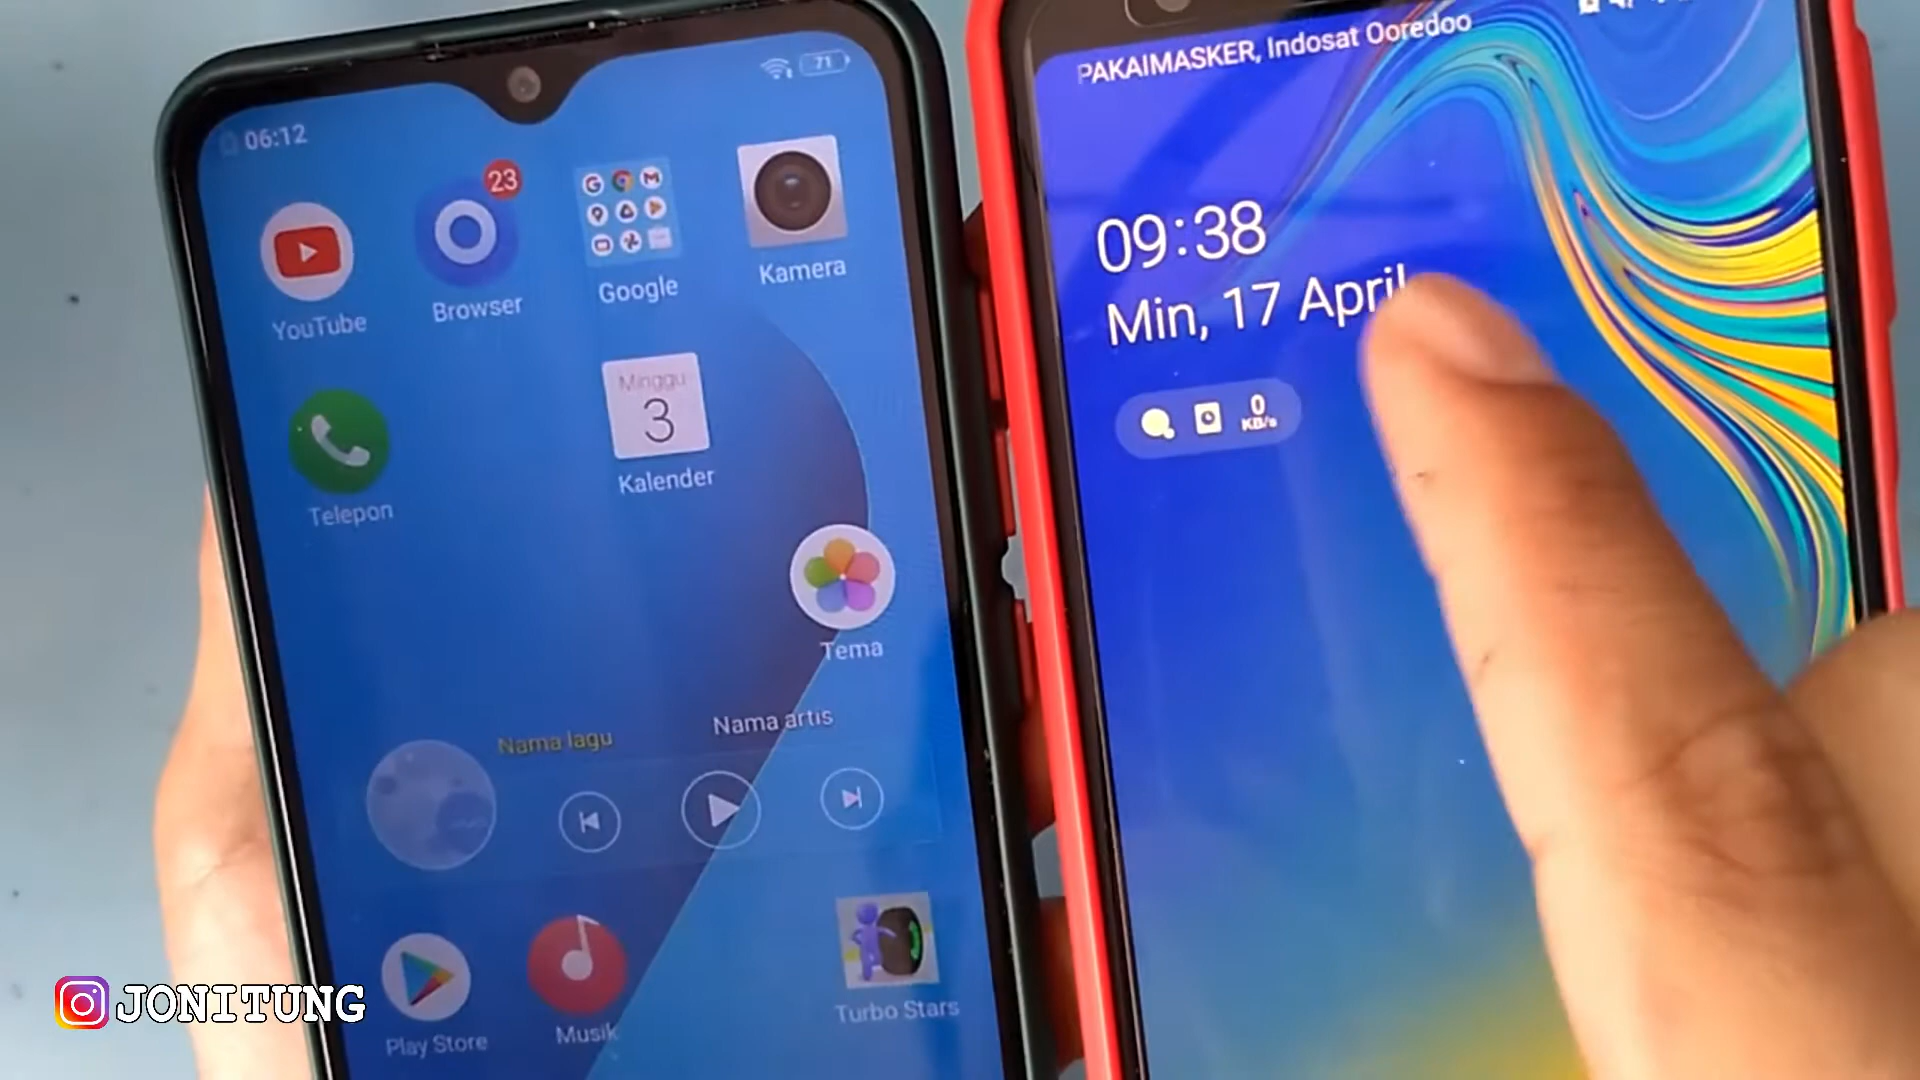 06:12
71
YouTube
23
Browser
Google
Kamera
Telepon
Minggu
3
Kalender
Tema
Nama lagu
Nama artis
Play Store
Musik
Turbo Stars
PAKAIMASKER, Indosat Ooredoo
09:38
Min, 17 April
0
KB/s
JONITUNG